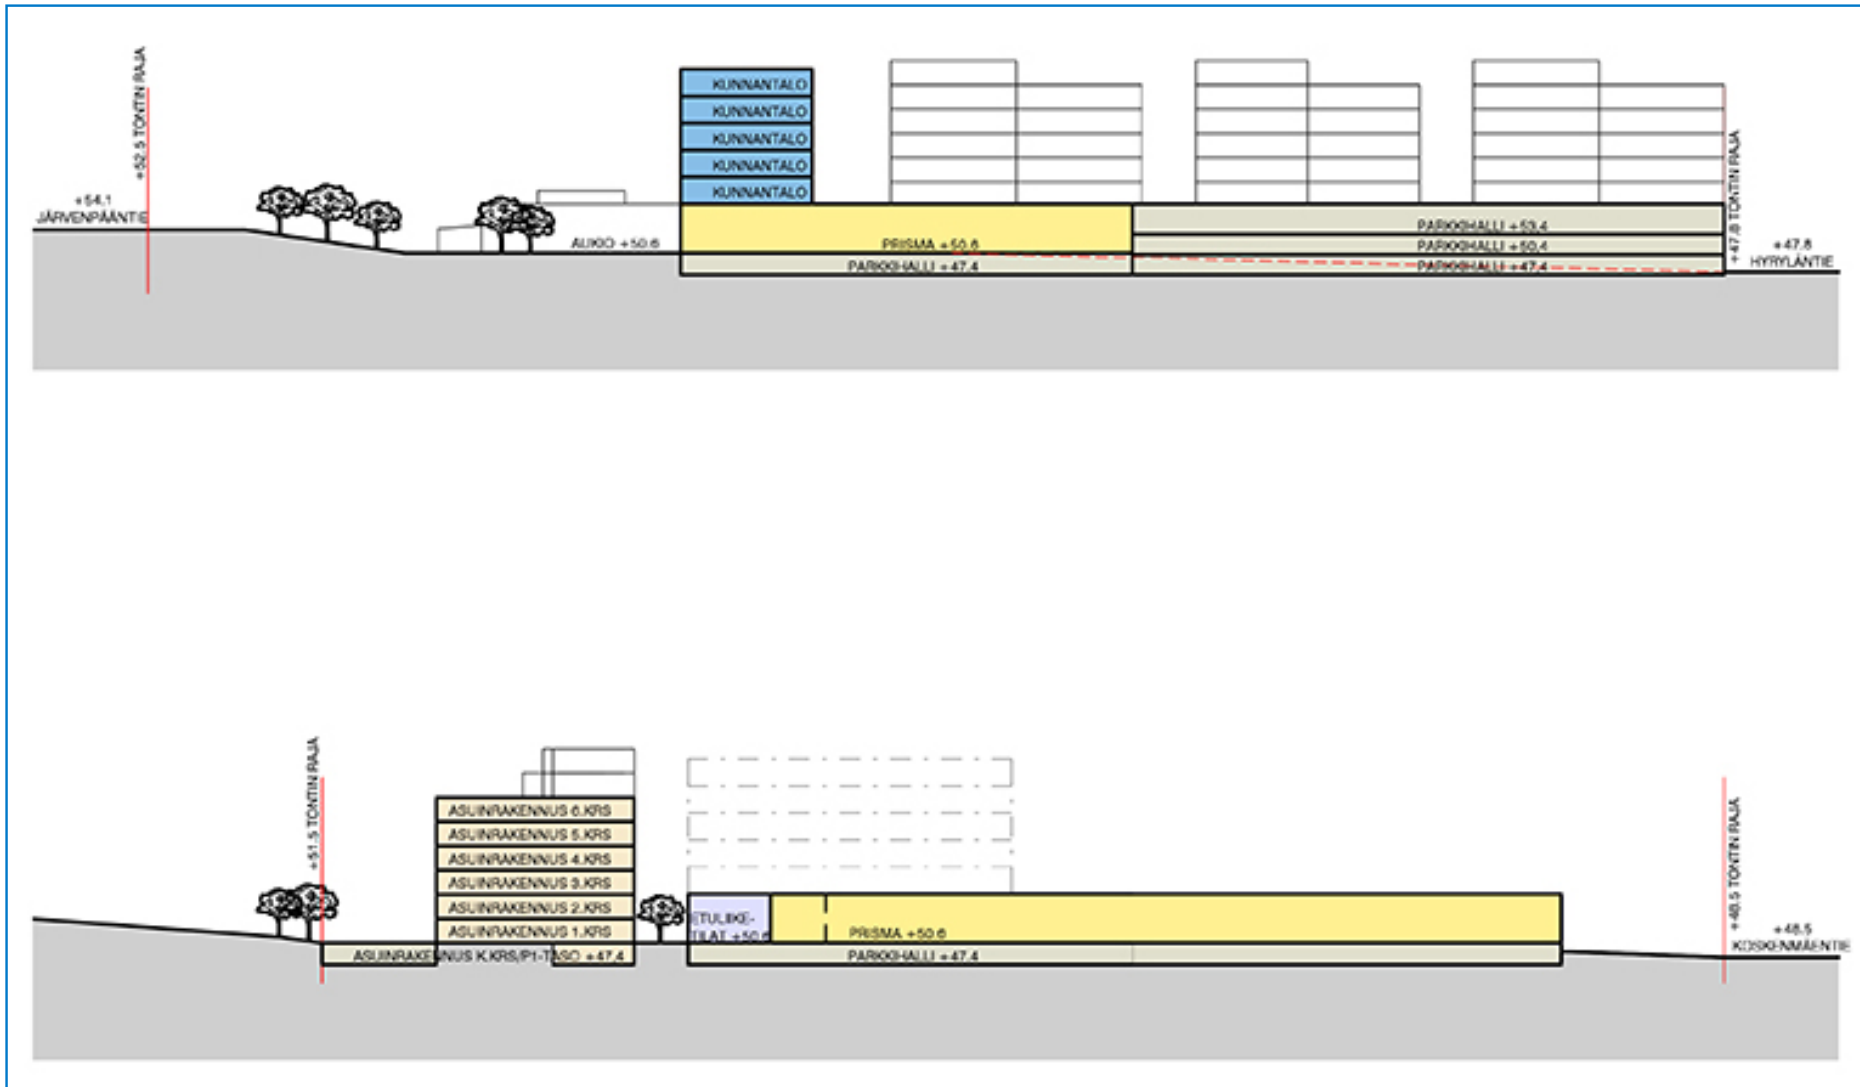 +52.5 TONTIN RAJA
+54.1
JÄRVENPÄÄNTIE
KUNNANTALO
KUNNANTALO
KUNNANTALO
KUNNANTALO
KUNNANTALO
AUKIO +50.6
PRISMA +50.6
PARKKIHALLI +47.4
PARKKIHALLI +53.4
PARKKIHALLI +50.4
PARKKIHALLI +47.4
+47.8 TONTIN RAJA
+47.8
HYRYLÄNTIE
+51.5 TONTIN RAJA
ASUINRAKENNUS 6.KRS
ASUINRAKENNUS 5.KRS
ASUINRAKENNUS 4.KRS
ASUINRAKENNUS 3.KRS
ASUINRAKENNUS 2.KRS
ASUINRAKENNUS 1.KRS
ASUINRAKENNUS K.KRS/P1-TASO +47.4
ETULIIKE-
TILAT +50.6
PRISMA +50.6
PARKKIHALLI +47.4
+48.5 TONTIN RAJA
+48.5
KOSKENMÄENTIE